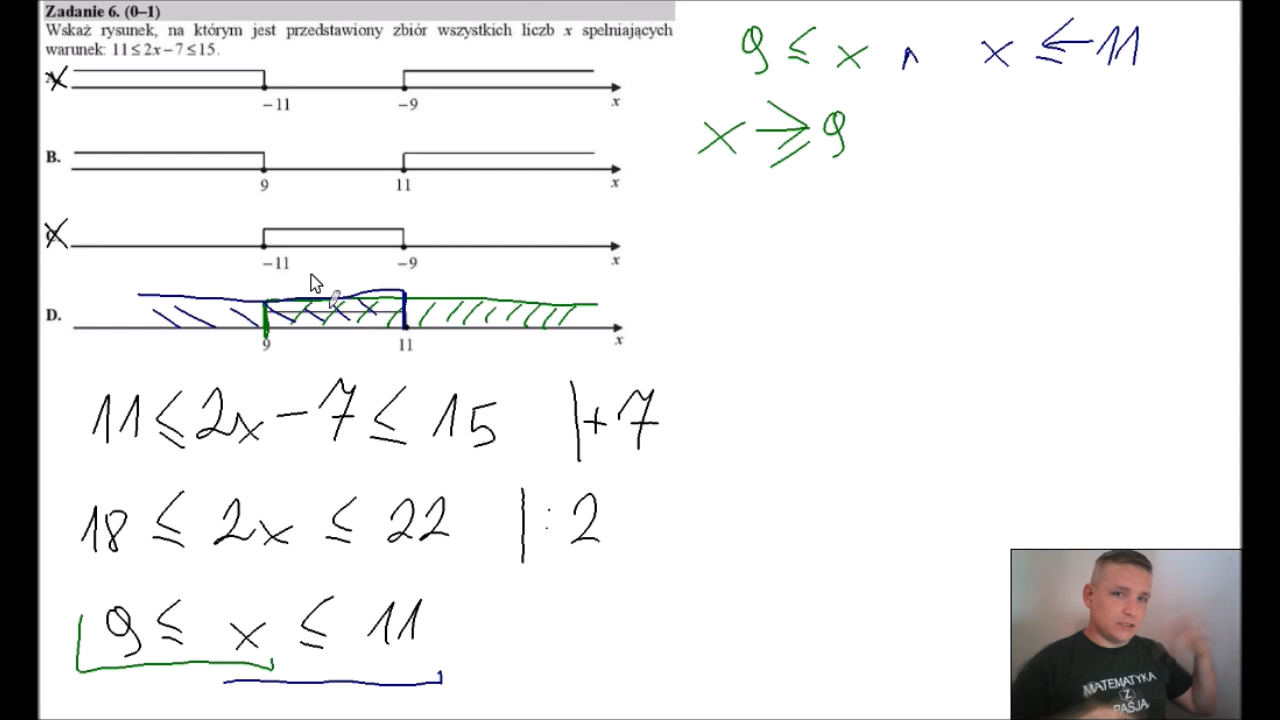 Zadanie 6. (0–1)
Wskaż rysunek, na którym jest przedstawiony zbiór wszystkich liczb x spełniających
warunek: 11 ≤ 2x − 7 ≤ 15.
−11 −9 x
B.
9 11 x
−11 −9 x
D.
9 11 x
11 ≤ 2x − 7 ≤ 15 |+7
18 ≤ 2x ≤ 22 | : 2
9 ≤ x ≤ 11
9 ≤ x ∧ x ≤ 11
x ≥ 9
MATEMATYKA
Z
PASJĄ